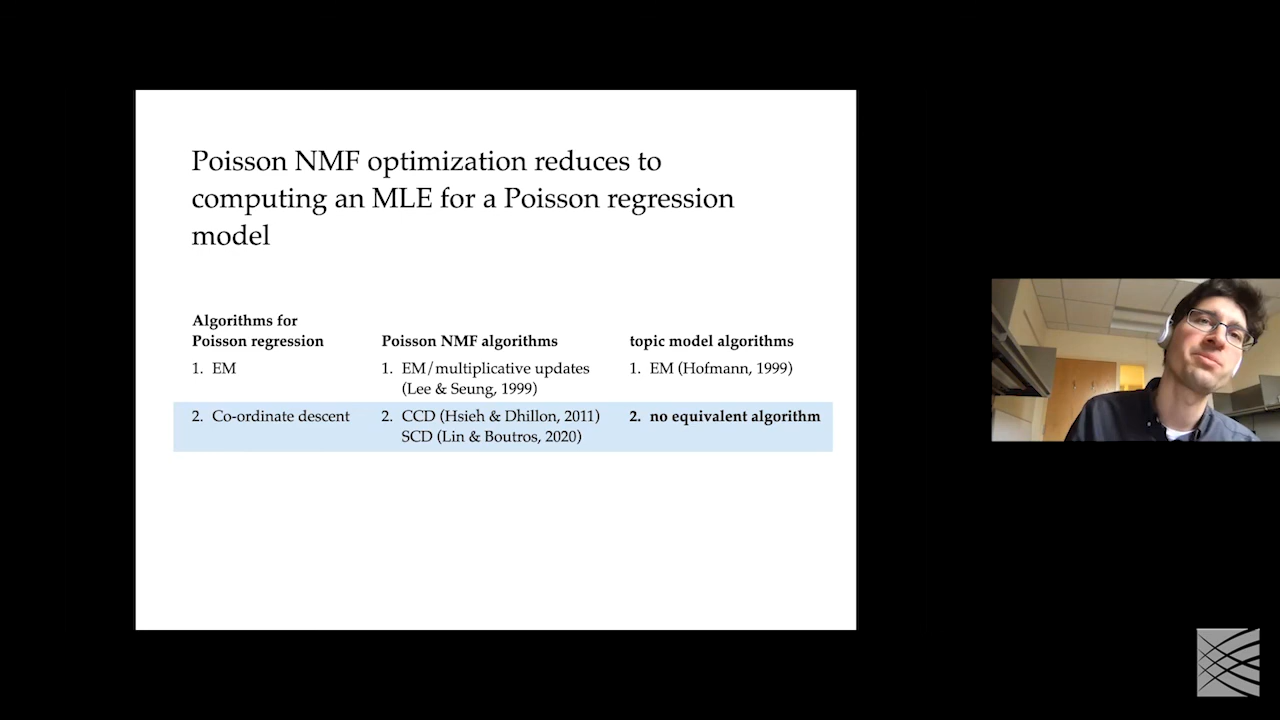 Poisson NMF optimization reduces to
computing an MLE for a Poisson regression
model
Algorithms for
Poisson regression
Poisson NMF algorithms
topic model algorithms
1. EM
1. EM/multiplicative updates
(Lee & Seung, 1999)
1. EM (Hofmann, 1999)
2. Co-ordinate descent
2. CCD (Hsieh & Dhillon, 2011)
SCD (Lin & Boutros, 2020)
2. no equivalent algorithm